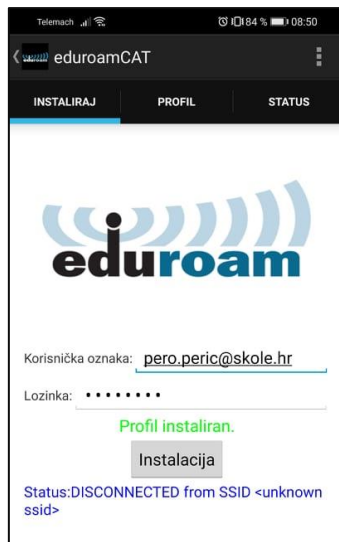 Telemach 84 % 08:50
eduroam eduroamCAT
INSTALIRAJ PROFIL STATUS
eduroam
Korisnička oznaka: pero.peric@skole.hr
Lozinka: ••••••••
Profil instaliran.
Instalacija
Status:DISCONNECTED from SSID <unknown
ssid>